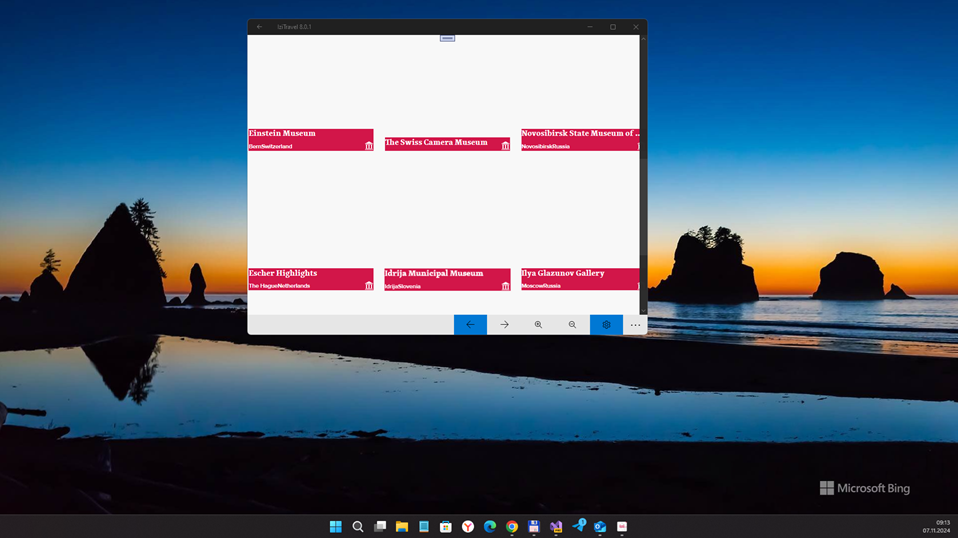 toTravel 8.0.1
Einstein Museum
BernSwitzerland
The Swiss Camera Museum
Novosibirsk State Museum of ...
NovosibirskRussia
Escher Highlights
The HagueNetherlands
Idrija Municipal Museum
IdrijaSlovenia
Ilya Glazunov Gallery
MoscowRussia
Microsoft Bing
09:13
07.11.2024